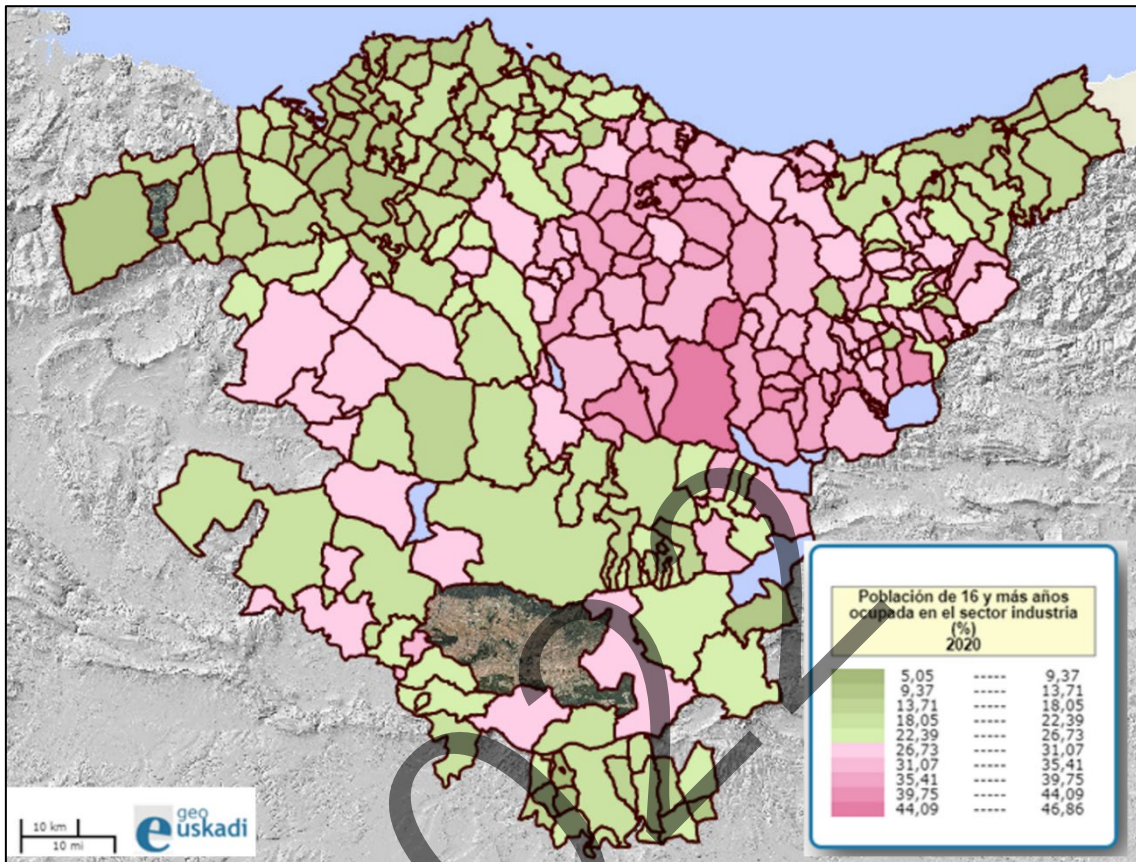 Población de 16 y más años
ocupada en el sector industria
(%)
2020
5,05 ----- 9,37
9,37 ----- 13,71
13,71 ----- 18,05
18,05 ----- 22,39
22,39 ----- 26,73
26,73 ----- 31,07
31,07 ----- 35,41
35,41 ----- 39,75
39,75 ----- 44,09
44,09 ----- 46,86
10 km
10 mi
geo
euskadi